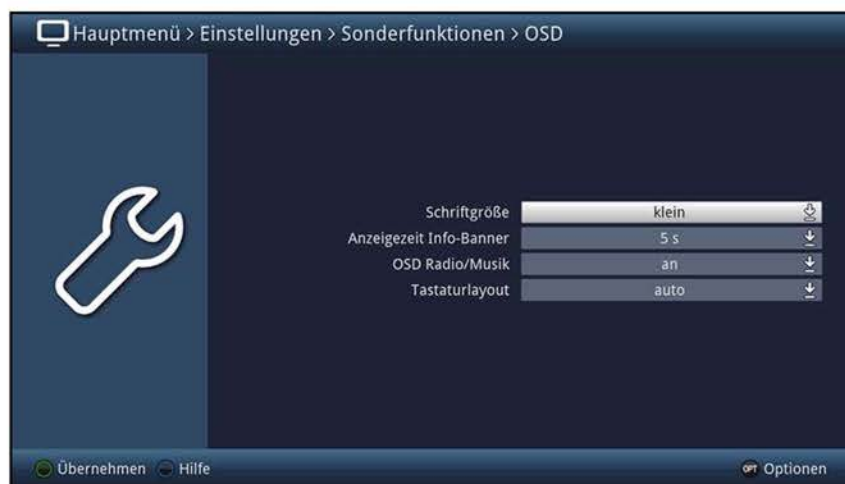 Hauptmenü > Einstellungen > Sonderfunktionen > OSD
Schriftgröße klein
Anzeigezeit Info-Banner 5 s
OSD Radio/Musik an
Tastaturlayout auto
Übernehmen Hilfe OPT Optionen